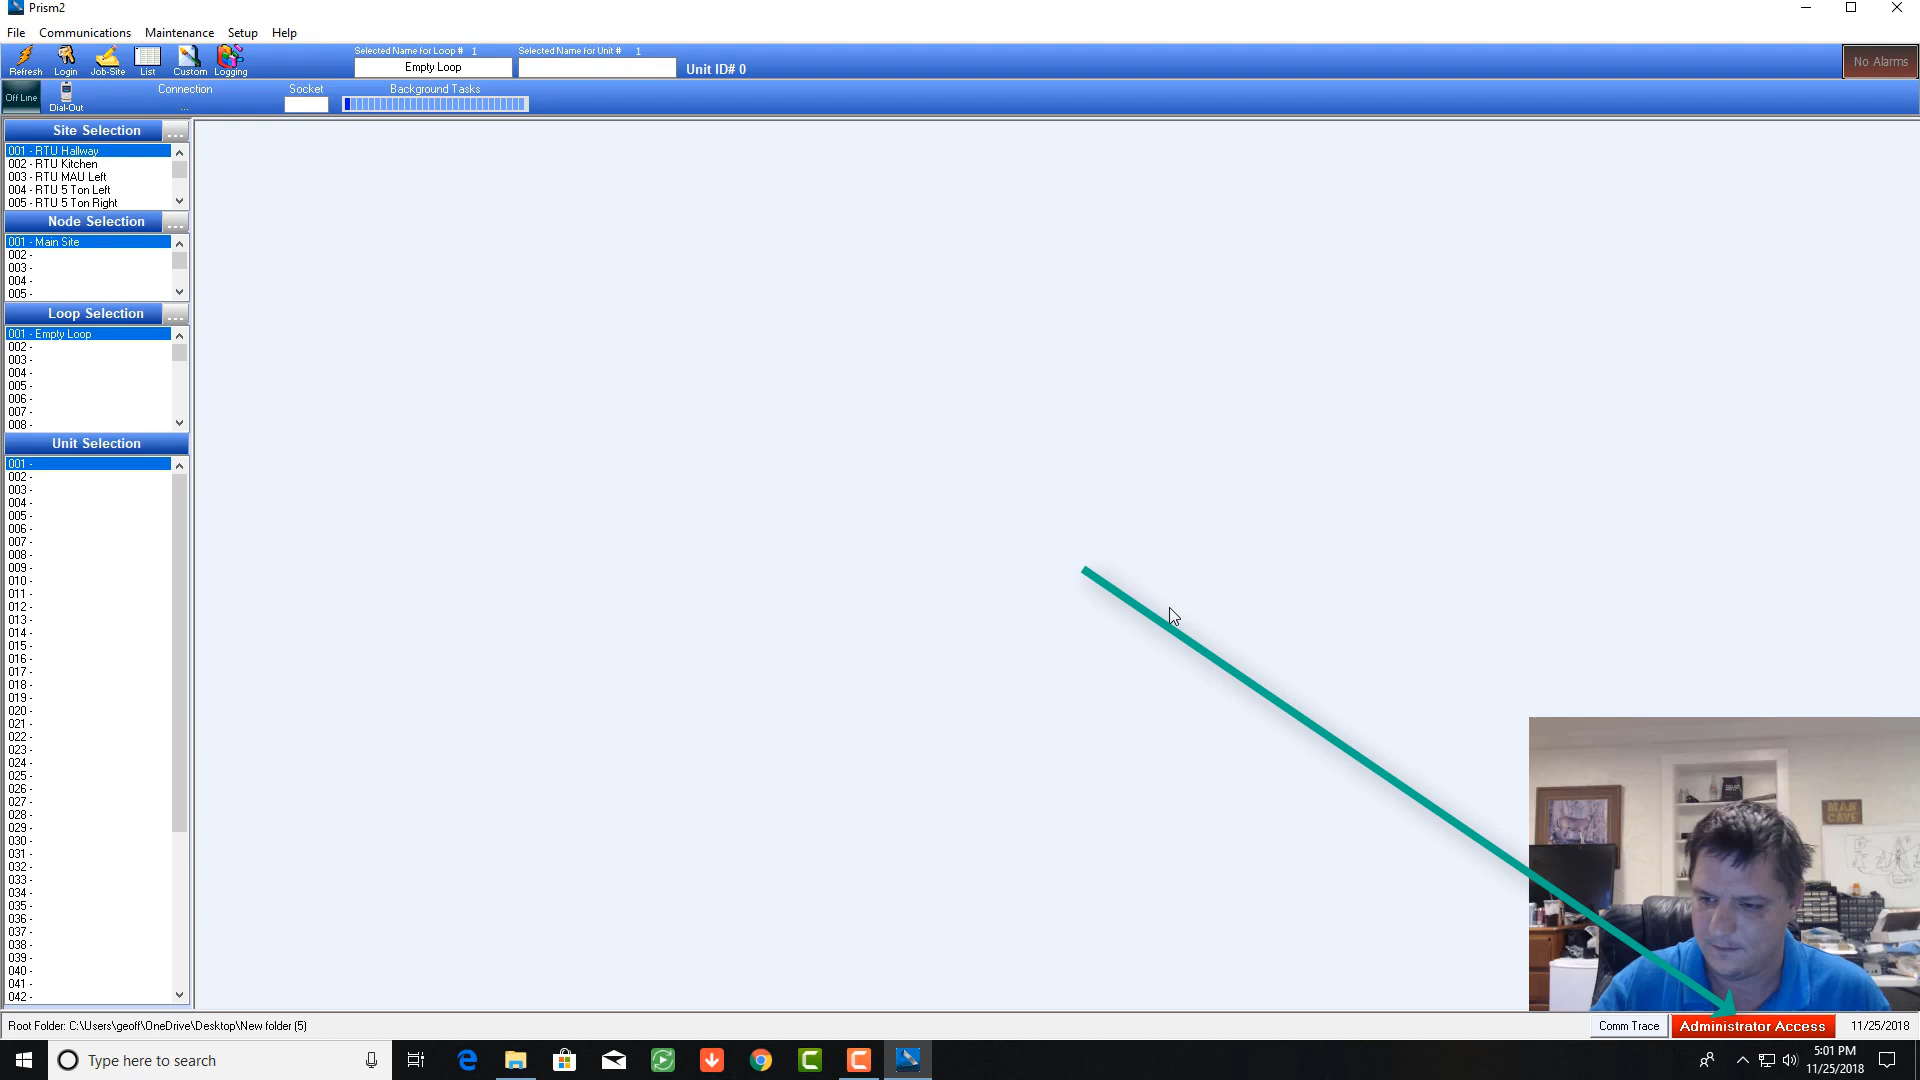 Prism2
File Communications Maintenance Setup Help
Refresh Login Job-Site List Custom Logging
Selected Name for Loop # 1
Empty Loop
Selected Name for Unit # 1
Unit ID# 0
No Alarms
Off Line
Dial-Out
Connection
...
Socket
Background Tasks
Site Selection ...
001 - RTU Hallway
002 - RTU Kitchen
003 - RTU MAU Left
004 - RTU 5 Ton Left
005 - RTU 5 Ton Right
Node Selection ...
001 - Main Site
002 -
003 -
004 -
005 -
Loop Selection ...
001 - Empty Loop
002 -
003 -
004 -
005 -
006 -
007 -
008 -
Unit Selection
001 -
002 -
003 -
004 -
005 -
006 -
007 -
008 -
009 -
010 -
011 -
012 -
013 -
014 -
015 -
016 -
017 -
018 -
019 -
020 -
021 -
022 -
023 -
024 -
025 -
026 -
027 -
028 -
029 -
030 -
031 -
032 -
033 -
034 -
035 -
036 -
037 -
038 -
039 -
040 -
041 -
042 -
MAN
CAVE
Root Folder: C:\Users\geoff\OneDrive\Desktop\New folder (5)
Comm Trace
Administrator Access
11/25/2018
Type here to search
5:01 PM
11/25/2018